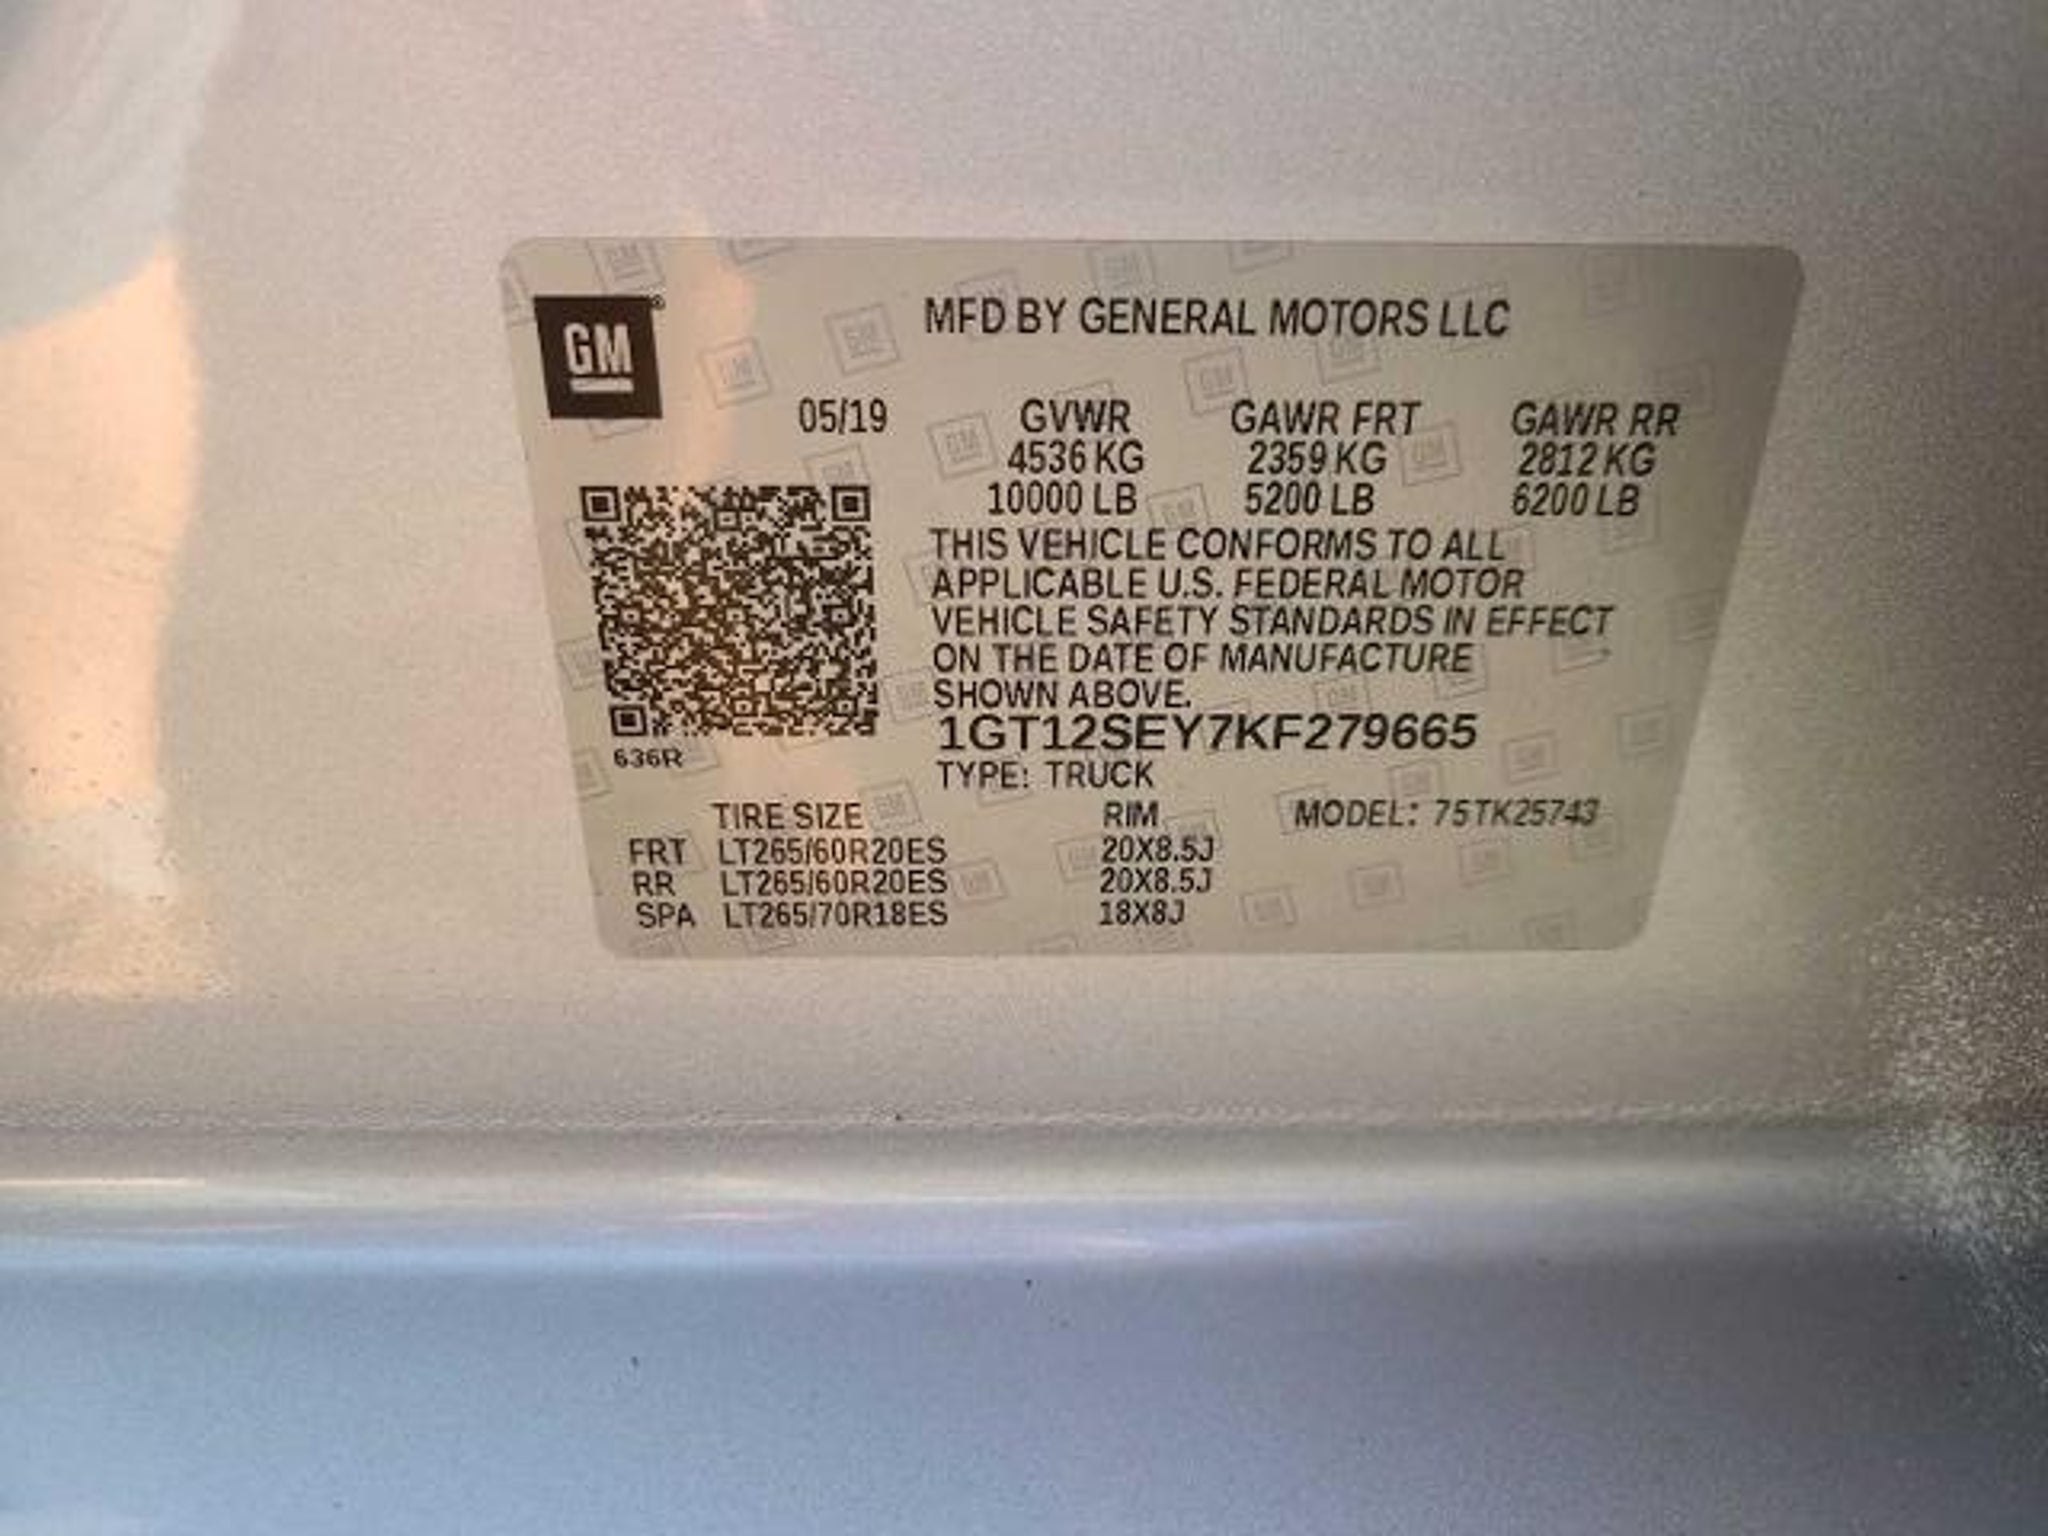 GM®
MFD BY GENERAL MOTORS LLC
05/19 GVWR GAWR FRT GAWR RR
4536 KG 2359 KG 2812 KG
10000 LB 5200 LB 6200 LB
THIS VEHICLE CONFORMS TO ALL
APPLICABLE U.S. FEDERAL MOTOR
VEHICLE SAFETY STANDARDS IN EFFECT
ON THE DATE OF MANUFACTURE
SHOWN ABOVE.
1GT12SEY7KF279665
636R
TYPE: TRUCK
TIRE SIZE RIM MODEL: 75TK25743
FRT LT265/60R20ES 20X8.5J
RR LT265/60R20ES 20X8.5J
SPA LT265/70R18ES 18X8J